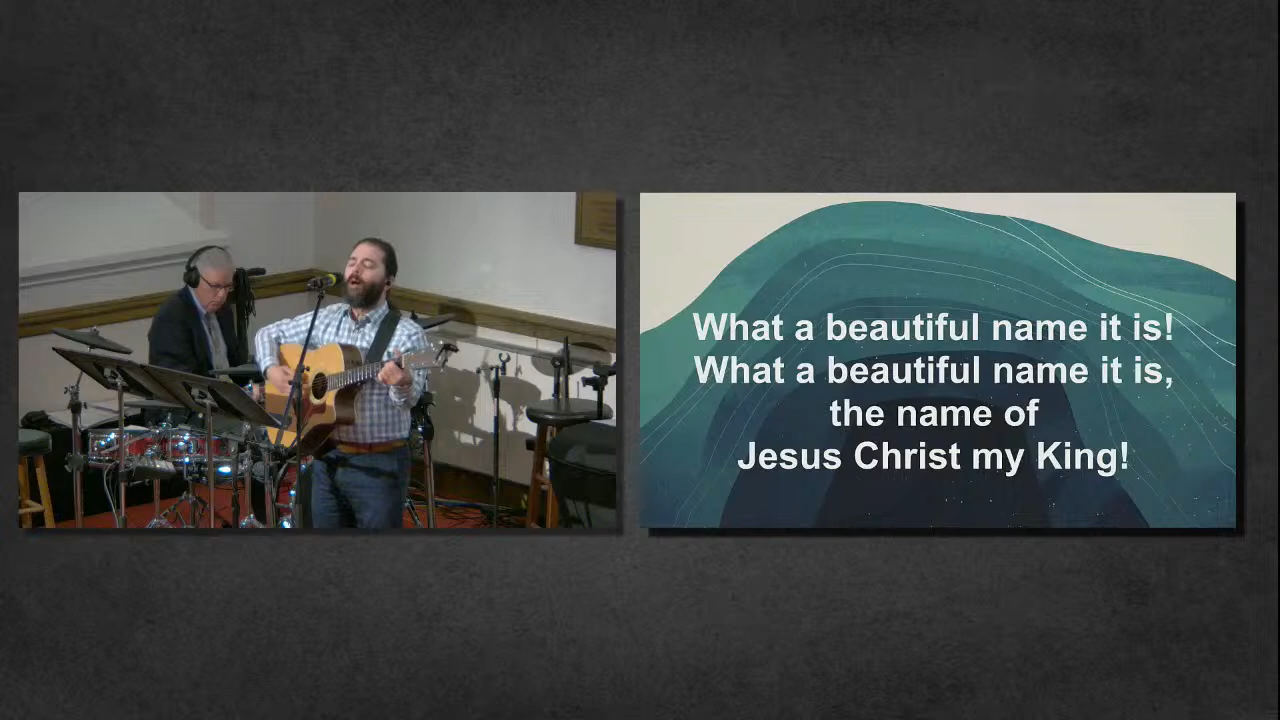 What a beautiful name it is!
What a beautiful name it is,
the name of
Jesus Christ my King!